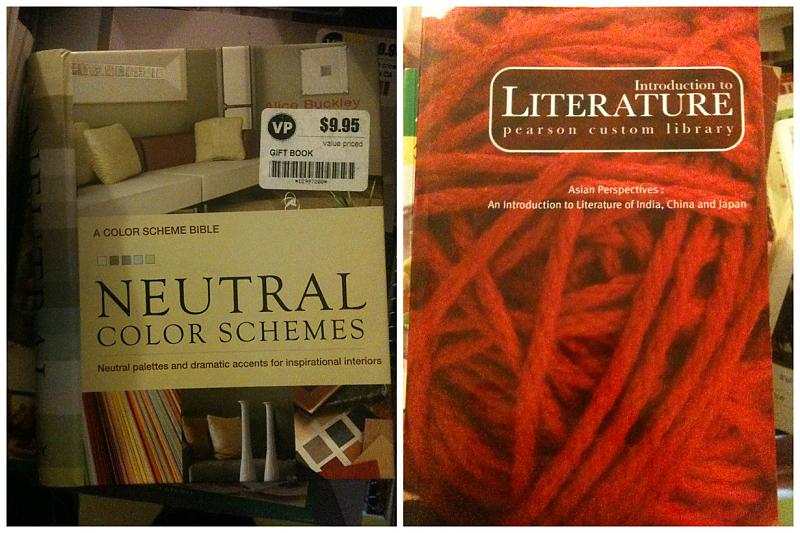 Alice Buckley
VP
$9.95
value priced
GIFT BOOK
A COLOR SCHEME BIBLE
NEUTRAL
COLOR SCHEMES
Neutral palettes and dramatic accents for inspirational interiors
NEUTRAL
Introduction to
LITERATURE
pearson custom library
Asian Perspectives :
An Introduction to Literature of India, China and Japan